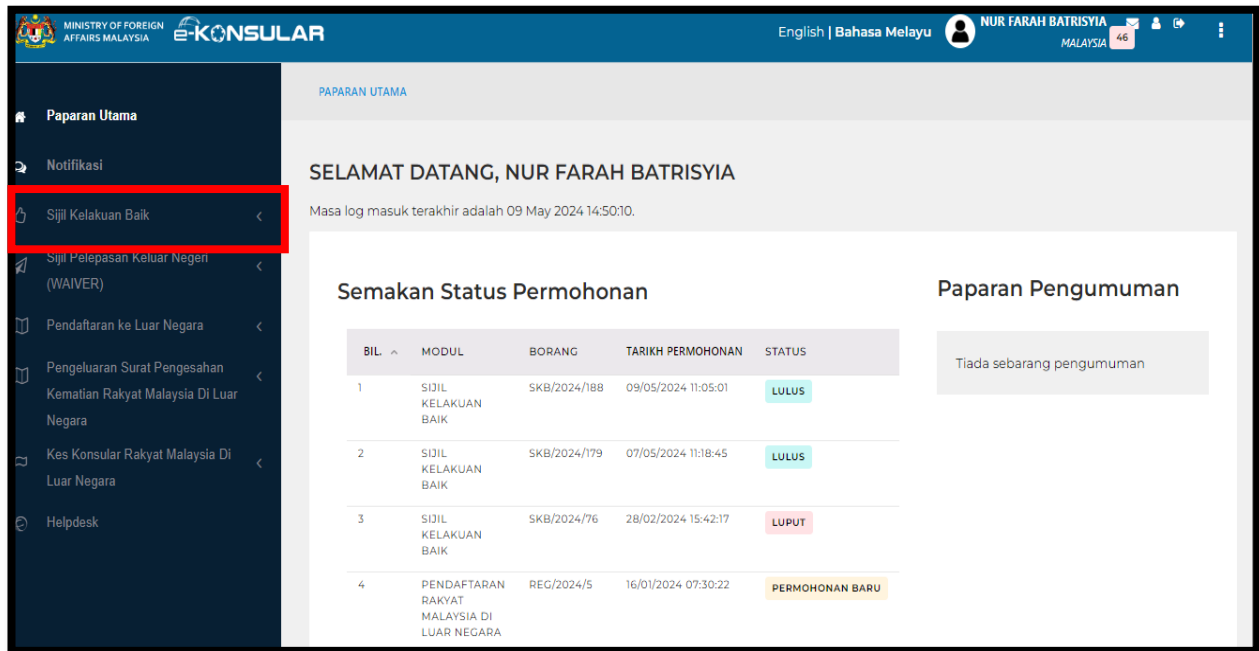 MINISTRY OF FOREIGN
AFFAIRS MALAYSIA
e-KONSULAR
English | Bahasa Melayu
NUR FARAH BATRISYIA
MALAYSIA
46
Paparan Utama
Notifikasi
Sijil Kelakuan Baik
Sijil Pelepasan Keluar Negeri
(WAIVER)
Pendaftaran ke Luar Negara
Pengeluaran Surat Pengesahan
Kematian Rakyat Malaysia Di Luar
Negara
Kes Konsular Rakyat Malaysia Di
Luar Negara
Helpdesk
PAPARAN UTAMA
SELAMAT DATANG, NUR FARAH BATRISYIA
Masa log masuk terakhir adalah 09 May 2024 14:50:10.
Semakan Status Permohonan
BIL. MODUL BORANG TARIKH PERMOHONAN STATUS
1 SIJIL SKB/2024/188 09/05/2024 11:05:01 LULUS
KELAKUAN
BAIK
2 SIJIL SKB/2024/179 07/05/2024 11:18:45 LULUS
KELAKUAN
BAIK
3 SIJIL SKB/2024/76 28/02/2024 15:42:17 LUPUT
KELAKUAN
BAIK
4 PENDAFTARAN REG/2024/5 16/01/2024 07:30:22 PERMOHONAN BARU
RAKYAT
MALAYSIA DI
LUAR NEGARA
Paparan Pengumuman
Tiada sebarang pengumuman